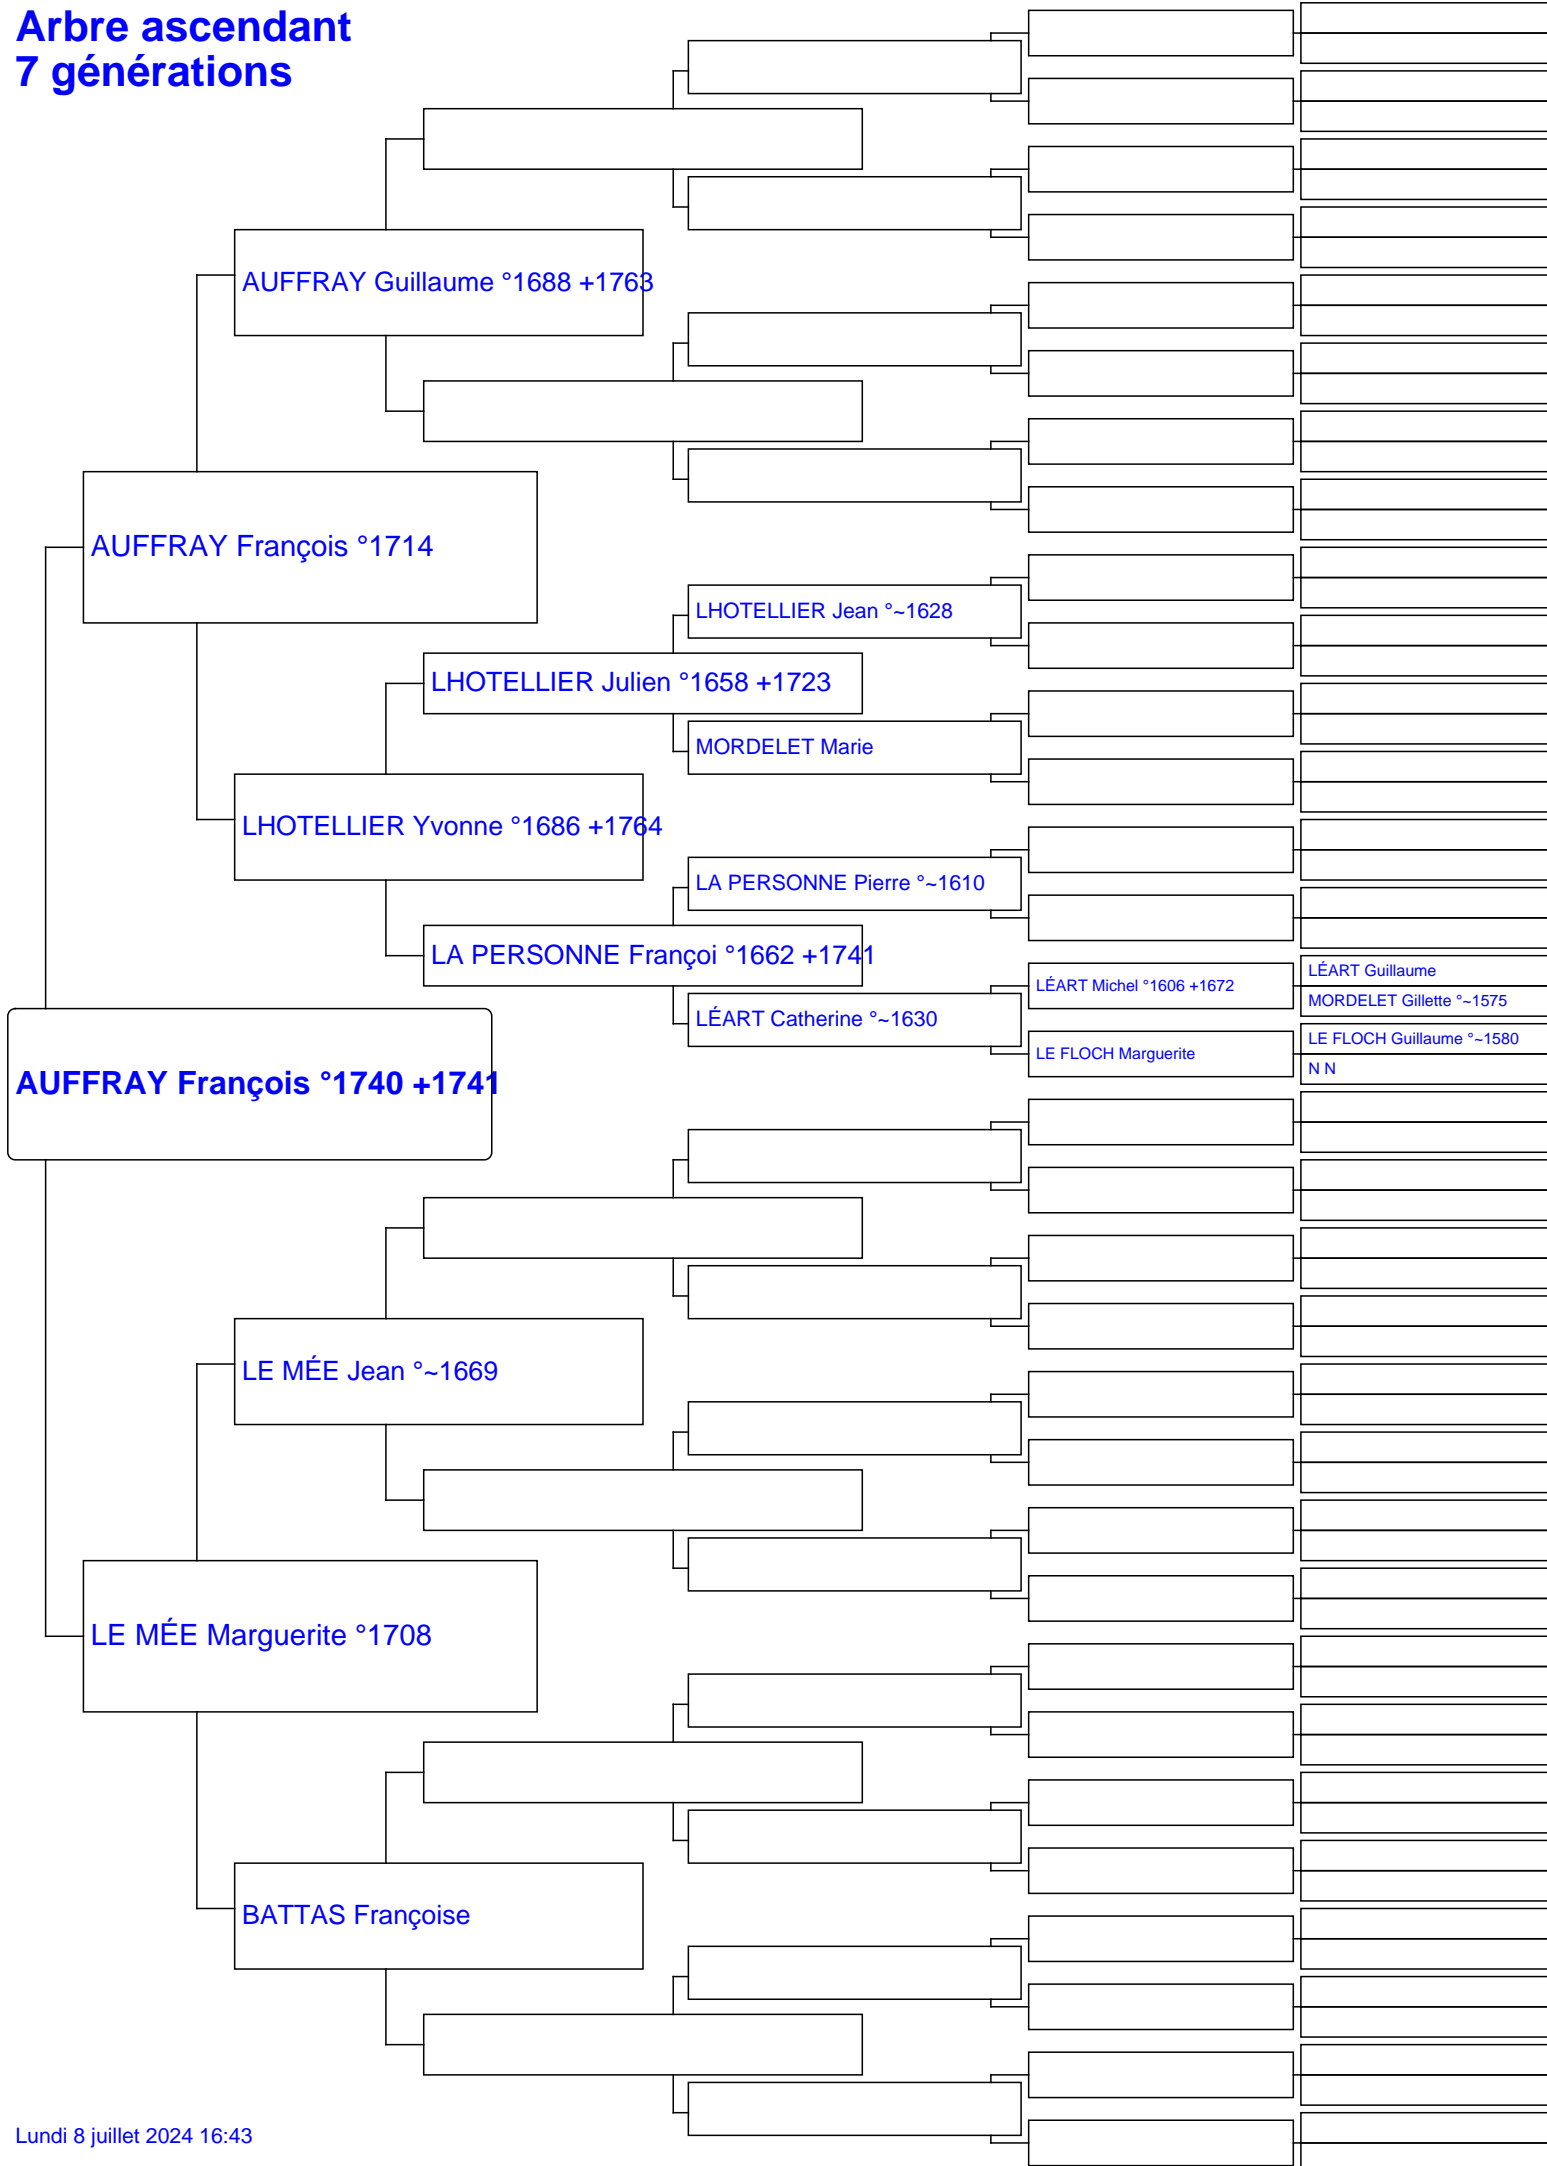 Arbre ascendant
7 générations
AUFFRAY Guillaume °1688 +1763
AUFFRAY François °1714
LHOTELLIER Jean °~1628
LHOTELLIER Julien °1658 +1723
MORDELET Marie
LHOTELLIER Yvonne °1686 +1764
LA PERSONNE Pierre °~1610
LA PERSONNE Françoi °1662 +1741
LÉART Guillaume
LÉART Michel °1606 +1672
MORDELET Gillette °~1575
LÉART Catherine °~1630
LE FLOCH Guillaume °~1580
LE FLOCH Marguerite
N N
AUFFRAY François °1740 +1741
LE MÉE Jean °~1669
LE MÉE Marguerite °1708
BATTAS Françoise
Lundi 8 juillet 2024 16:43